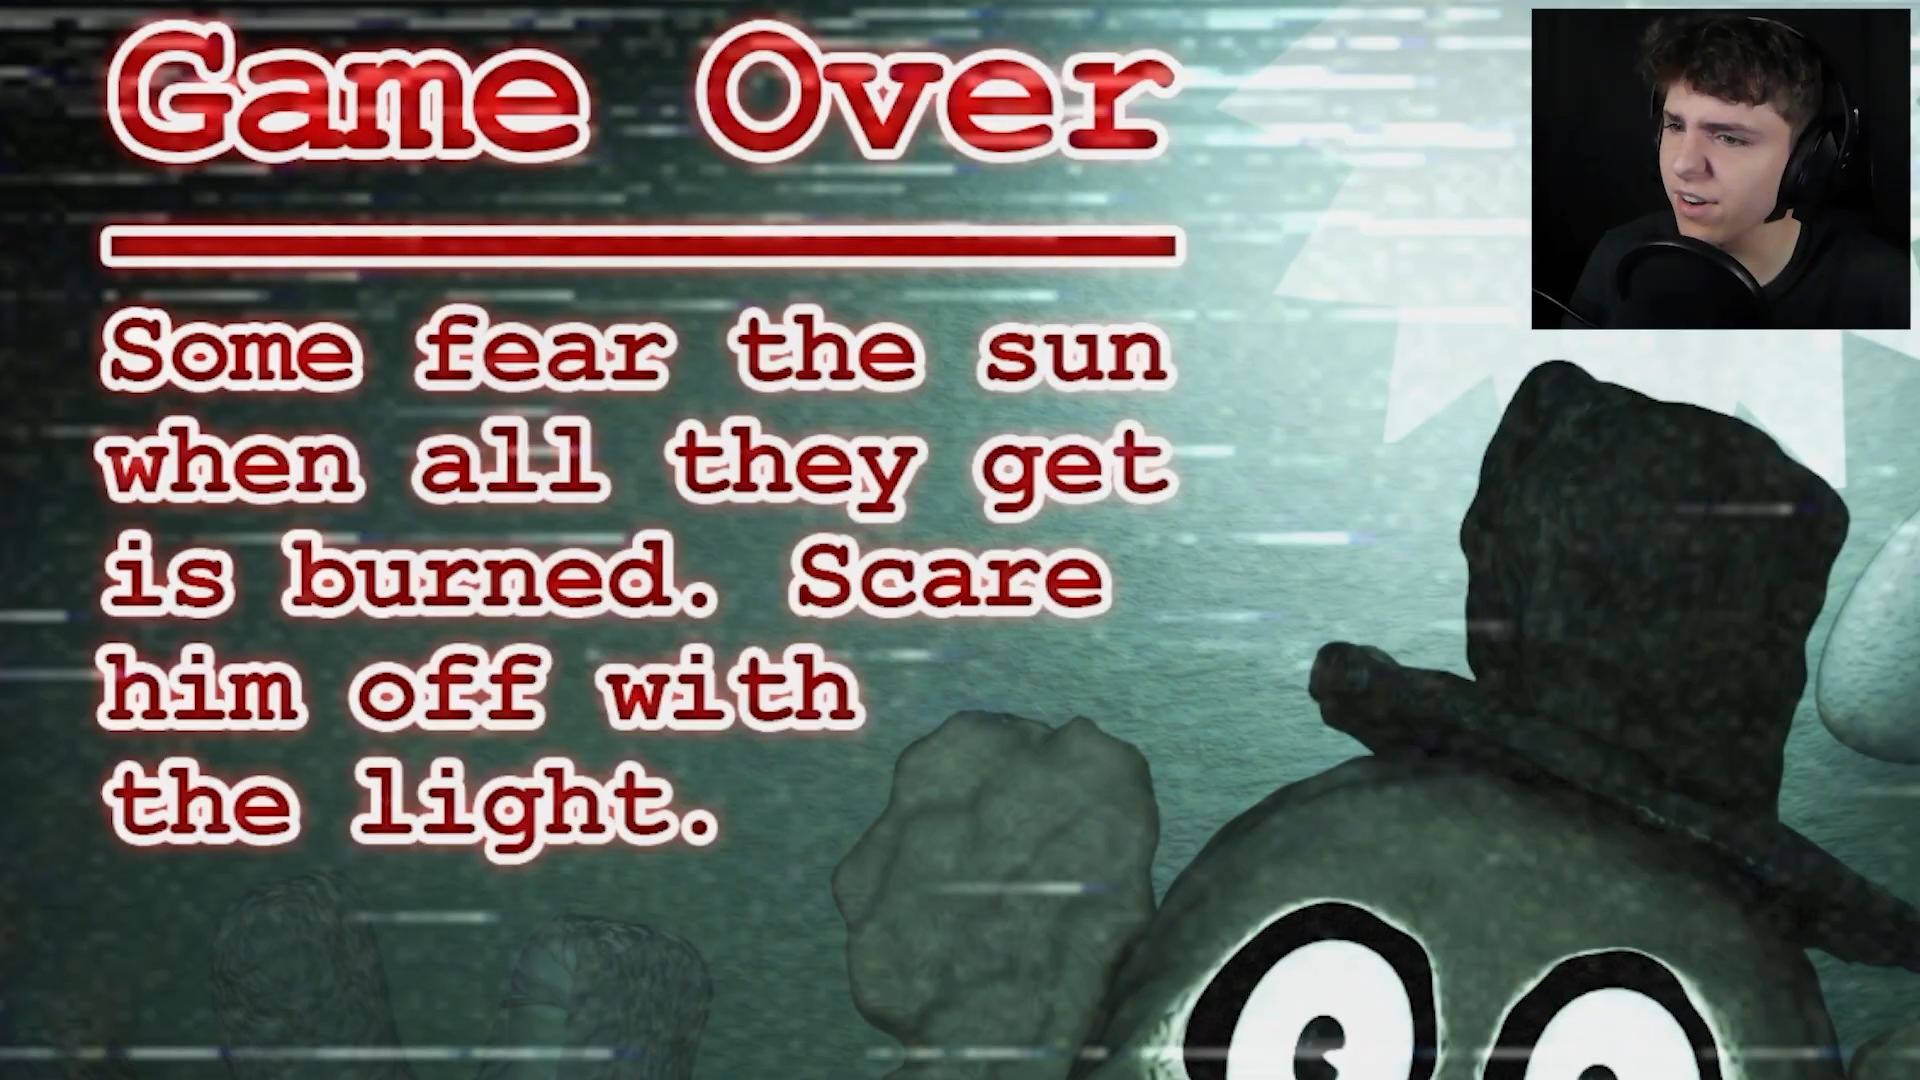 Game Over
Some fear the sun
when all they get
is burned. Scare
him off with
the light.